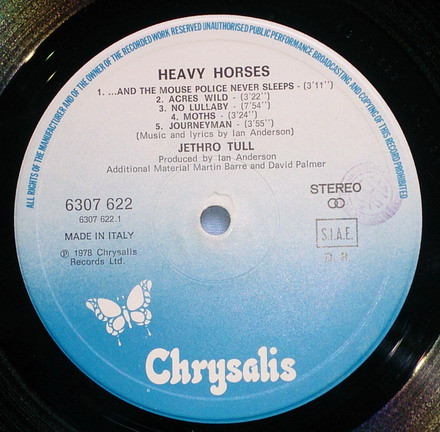 ALL RIGHTS OF THE MANUFACTURER AND OF THE OWNER OF THE RECORDED WORK RESERVED UNAUTHORISED PUBLIC PERFORMANCE BROADCASTING AND COPYING OF THIS RECORD PROHIBITED
HEAVY HORSES
1. ...AND THE MOUSE POLICE NEVER SLEEPS - (3'11'')
2. ACRES WILD - (3'22'')
3. NO LULLABY - (7'54'')
4. MOTHS - (3'24'')
5. JOURNEYMAN - (3'55'')
(Music and lyrics by Ian Anderson)
JETHRO TULL
Produced by Ian Anderson
Additional Material Martin Barre and David Palmer
6307 622
6307 622.1
MADE IN ITALY
℗ 1978 Chrysalis
Records Ltd.
STEREO
S.I.A.E.
Chrysalis